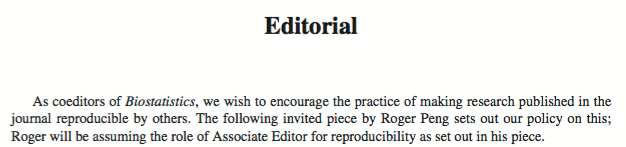 Editorial
As coeditors of Biostatistics, we wish to encourage the practice of making research published in the
journal reproducible by others. The following invited piece by Roger Peng sets out our policy on this;
Roger will be assuming the role of Associate Editor for reproducibility as set out in his piece.